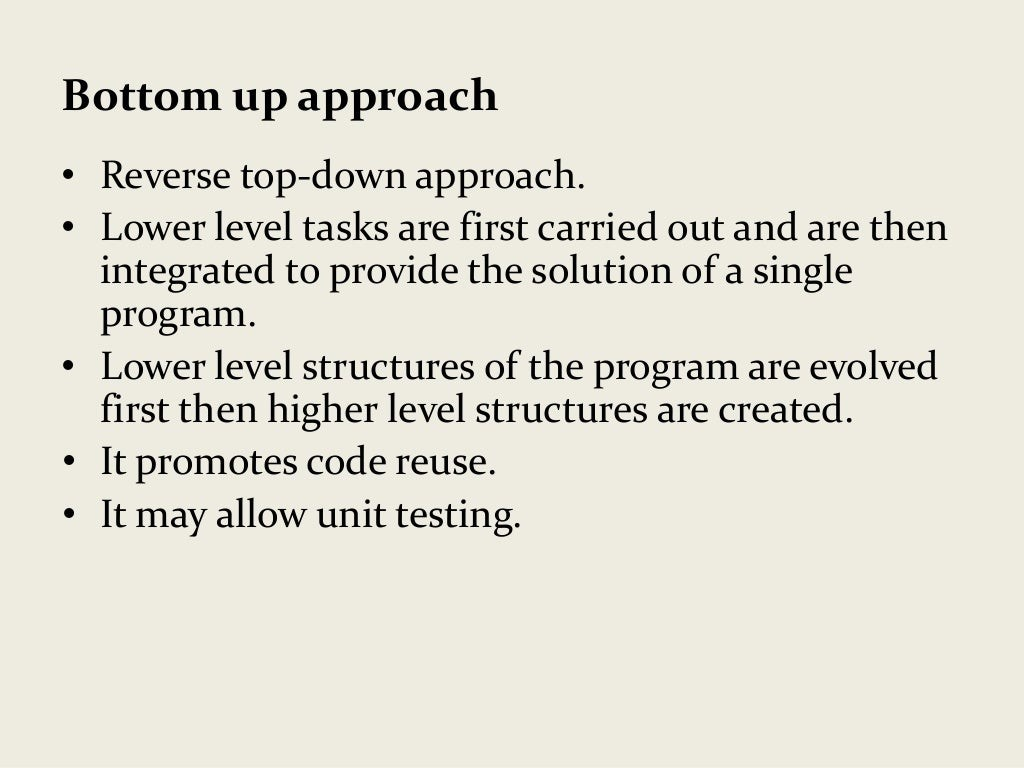 Bottom up approach
• Reverse top-down approach.
• Lower level tasks are first carried out and are then
integrated to provide the solution of a single
program.
• Lower level structures of the program are evolved
first then higher level structures are created.
• It promotes code reuse.
• It may allow unit testing.